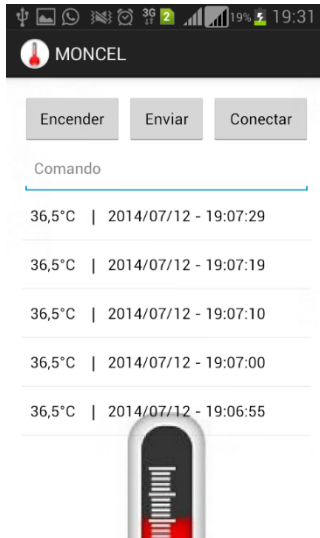 3G 2 19% 19:31
MONCEL
Encender Enviar Conectar
Comando
36,5°C | 2014/07/12 - 19:07:29
36,5°C | 2014/07/12 - 19:07:19
36,5°C | 2014/07/12 - 19:07:10
36,5°C | 2014/07/12 - 19:07:00
36,5°C | 2014/07/12 - 19:06:55